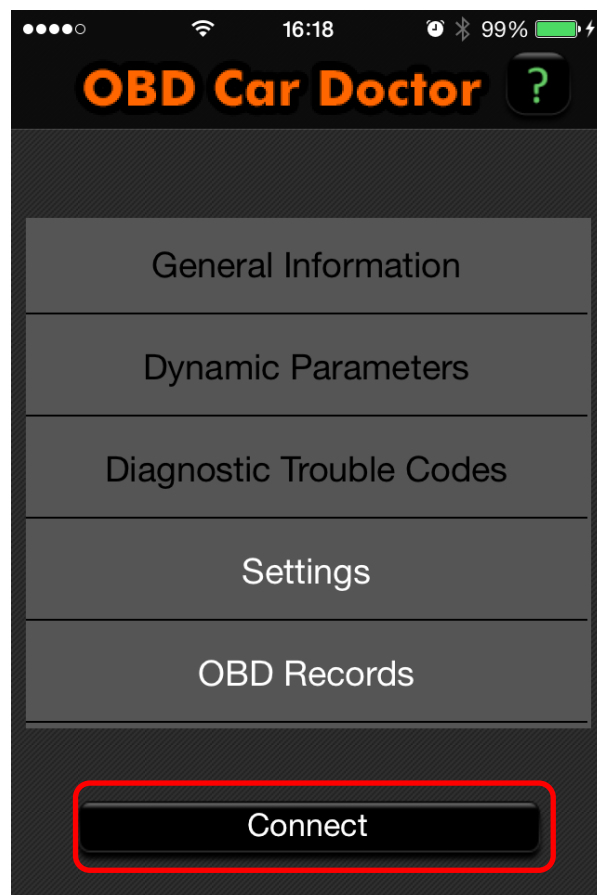 16:18 99%
OBD Car Doctor ?
General Information
Dynamic Parameters
Diagnostic Trouble Codes
Settings
OBD Records
Connect